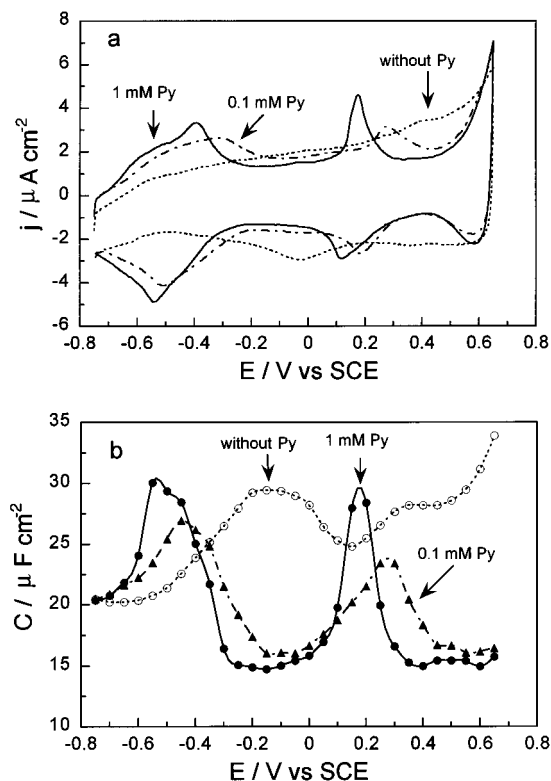 a
without Py
1 mM Py
0.1 mM Py
j / μ A cm-2
8
6
4
2
0
-2
-4
-6
-0.8 -0.6 -0.4 -0.2 0 0.2 0.4 0.6 0.8
E / V vs SCE
b
without Py
1 mM Py
0.1 mM Py
C / μ F cm-2
35
30
25
20
15
10
-0.8 -0.6 -0.4 -0.2 0 0.2 0.4 0.6 0.8
E / V vs SCE